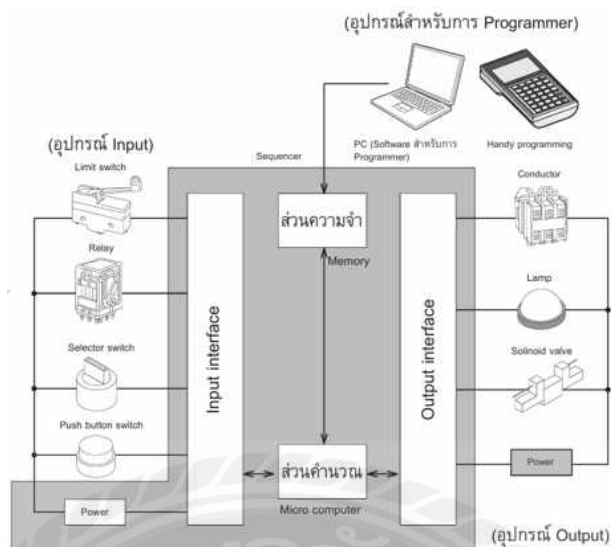 (อุปกรณ์สำหรับการ Programmer)
PC (Software สำหรับการ
Programmer)
Handy programming
(อุปกรณ์ Input)
Sequencer
Limit switch
Relay
Selector switch
Push button switch
Power
Input interface
ส่วนความจำ
Memory
ส่วนคำนวณ
Micro computer
Output interface
Conductor
Lamp
Solinoid valve
Power
(อุปกรณ์ Output)